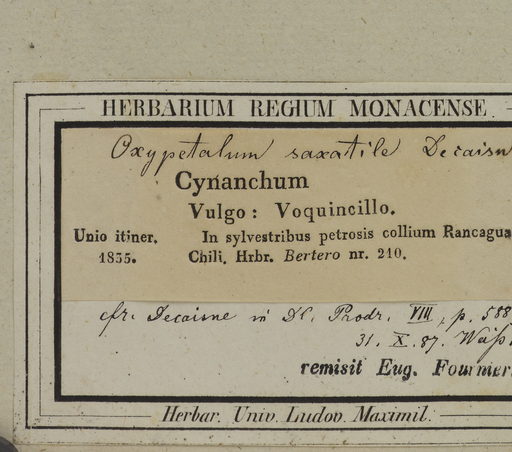 HERBARIUM REGIUM MONACENSE.
Oxypetalum saxatile Decaisn
Cynanchum
Vulgo: Voquincillo.
Unio itiner. In sylvestribus petrosis collium Rancagua
1835. Chili. Hrbr. Bertero nr. 210.
cfr. Decaisne in DC. Prodr. VIII, p. 588
31. X. 87.
remisit Eug. Fournier.
Herbar. Univ. Ludov. Maximil.